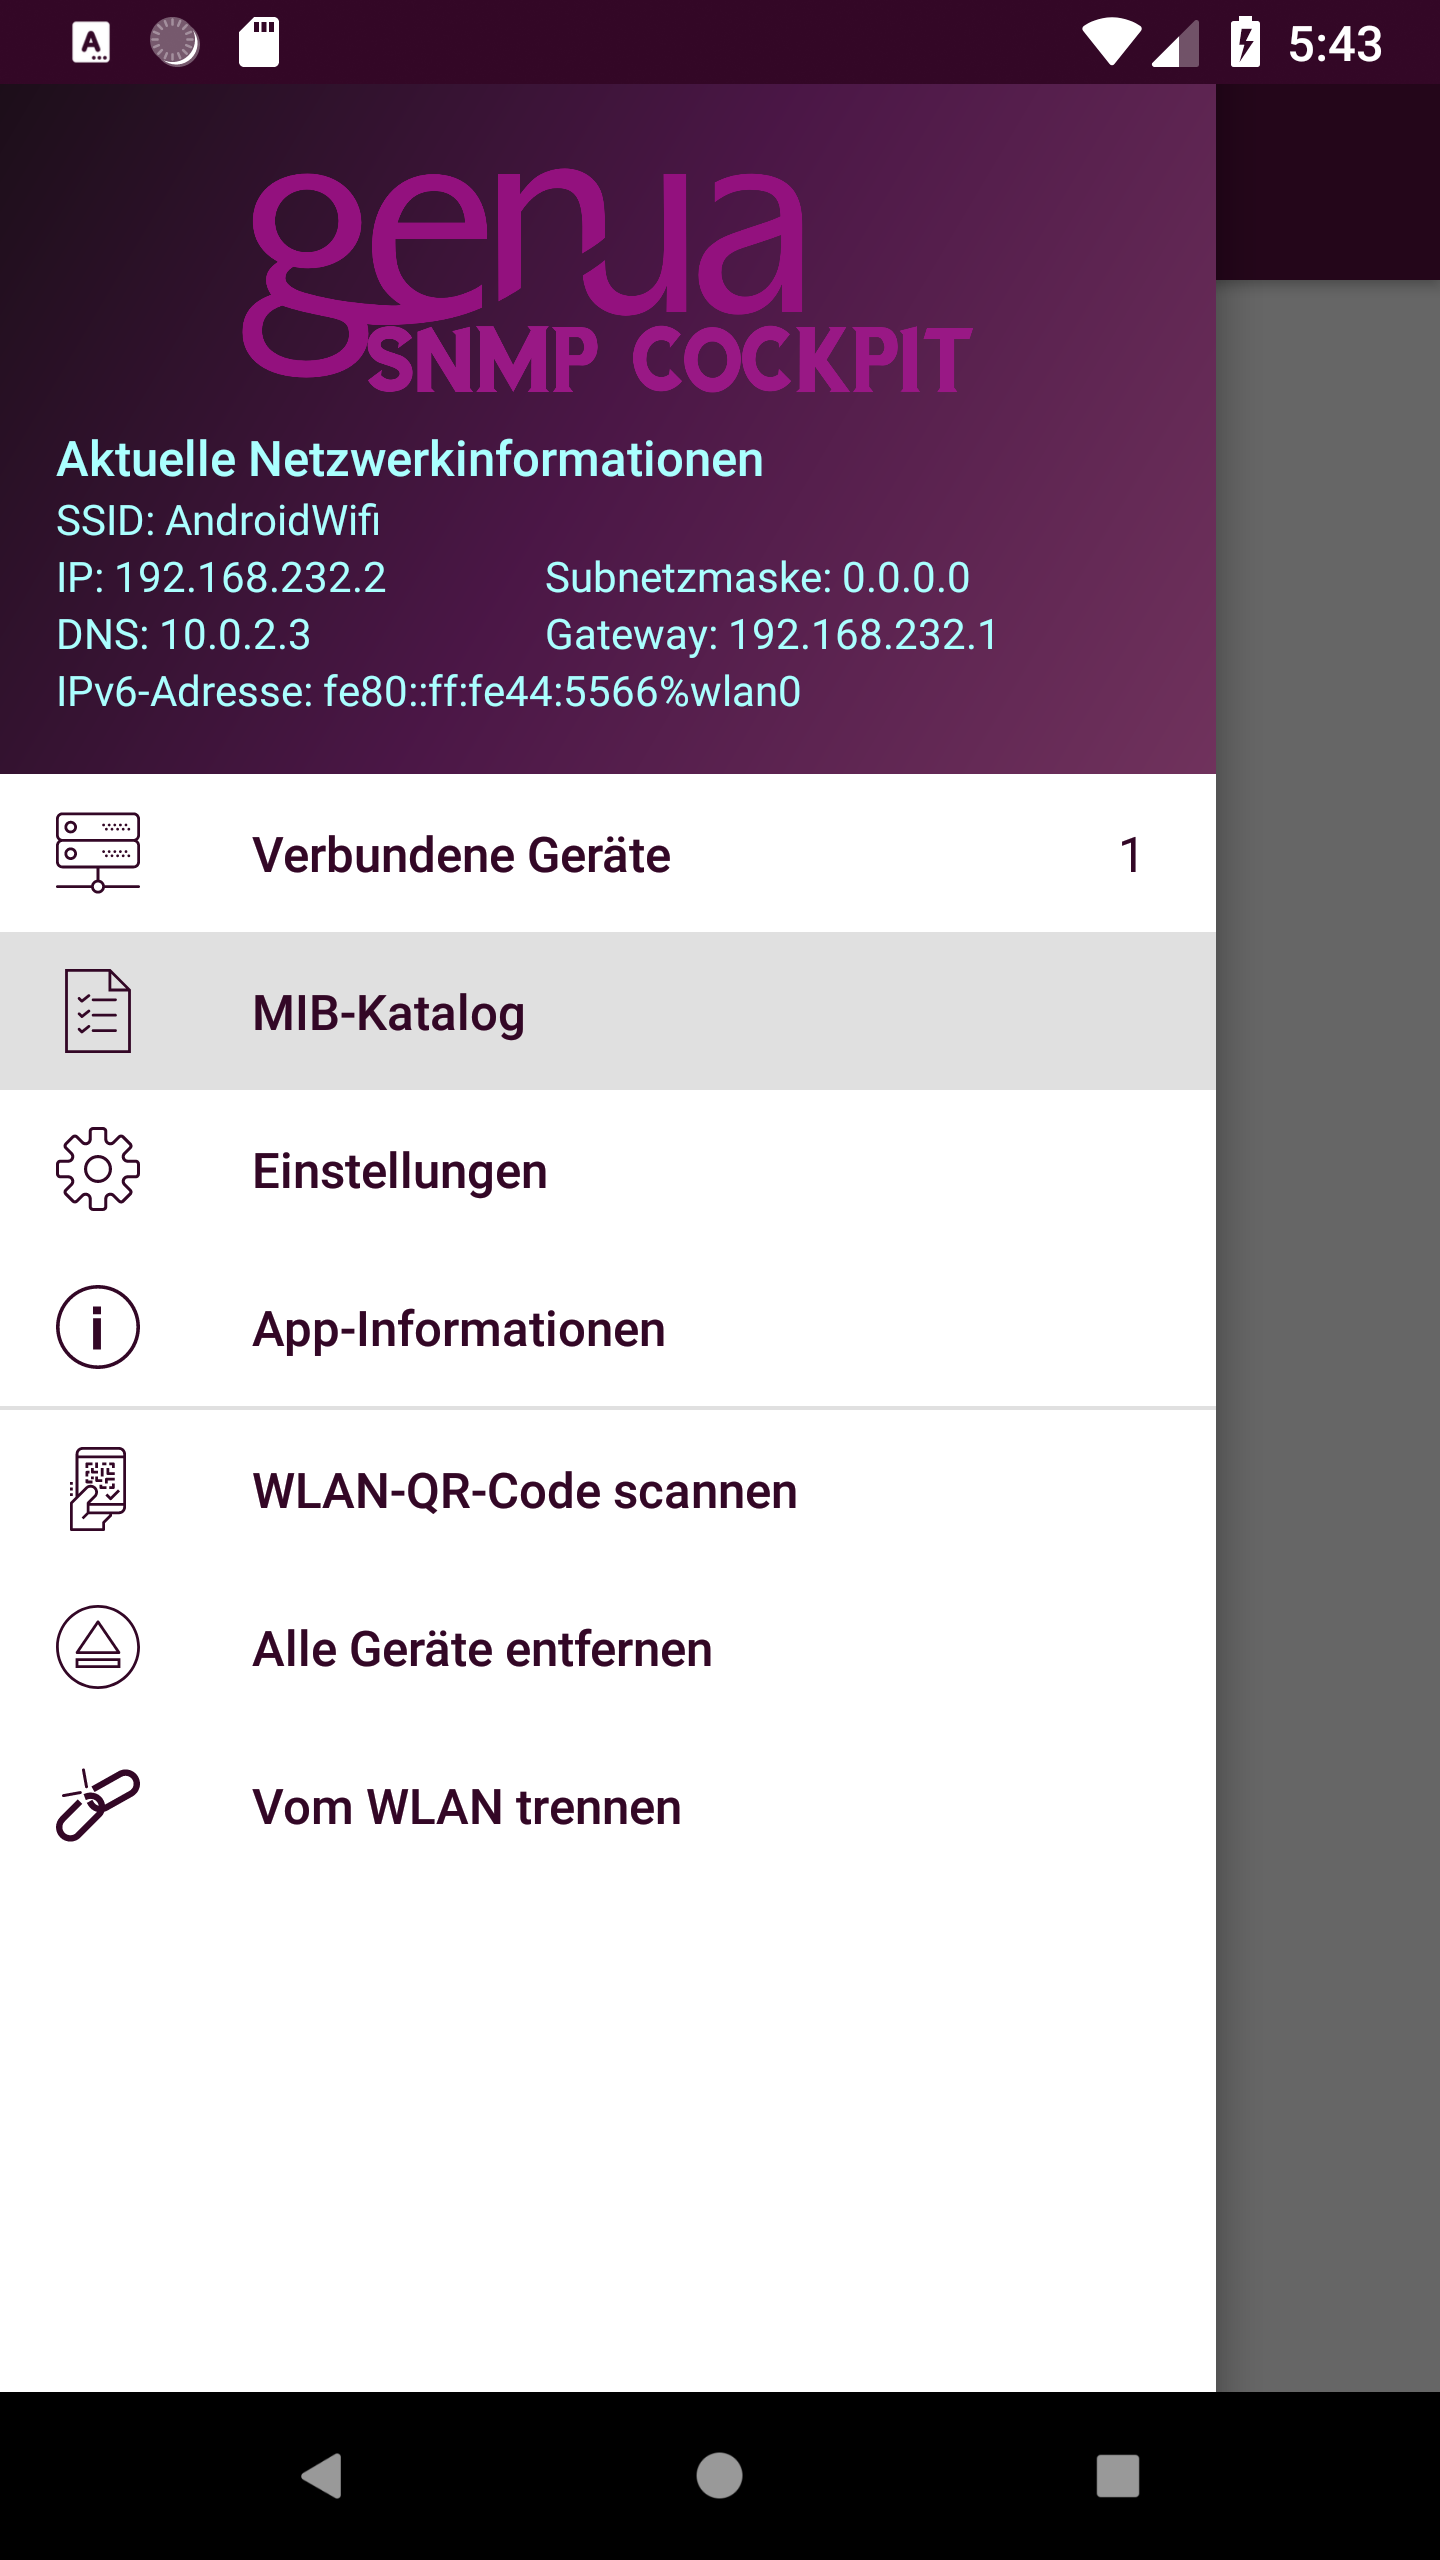 5:43
genua
SNMP COCKPIT
Aktuelle Netzwerkinformationen
SSID: AndroidWifi
IP: 192.168.232.2 Subnetzmaske: 0.0.0.0
DNS: 10.0.2.3 Gateway: 192.168.232.1
IPv6-Adresse: fe80::ff:fe44:5566%wlan0
Verbundene Geräte 1
MIB-Katalog
Einstellungen
App-Informationen
WLAN-QR-Code scannen
Alle Geräte entfernen
Vom WLAN trennen